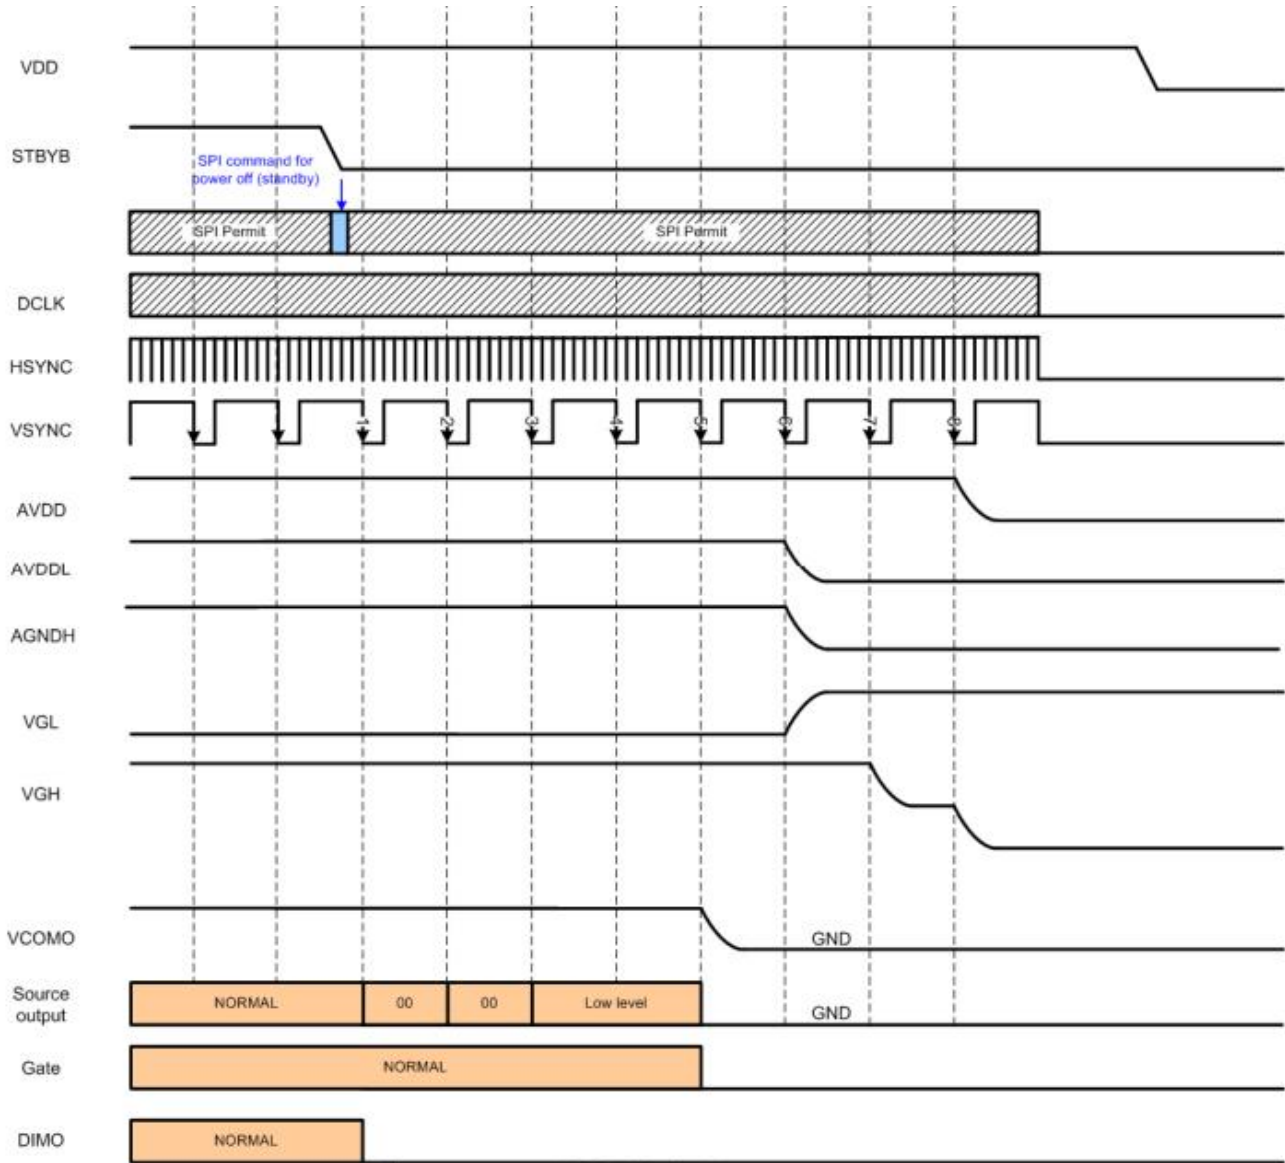 VDD
STBYB
SPI command for
power off (standby)
SPI Permit
SPI Permit
DCLK
HSYNC
VSYNC
1
2
3
4
5
6
7
8
AVDD
AVDDL
AGNDH
VGL
VGH
VCOMO
GND
Source
output
NORMAL
00
00
Low level
GND
Gate
NORMAL
DIMO
NORMAL